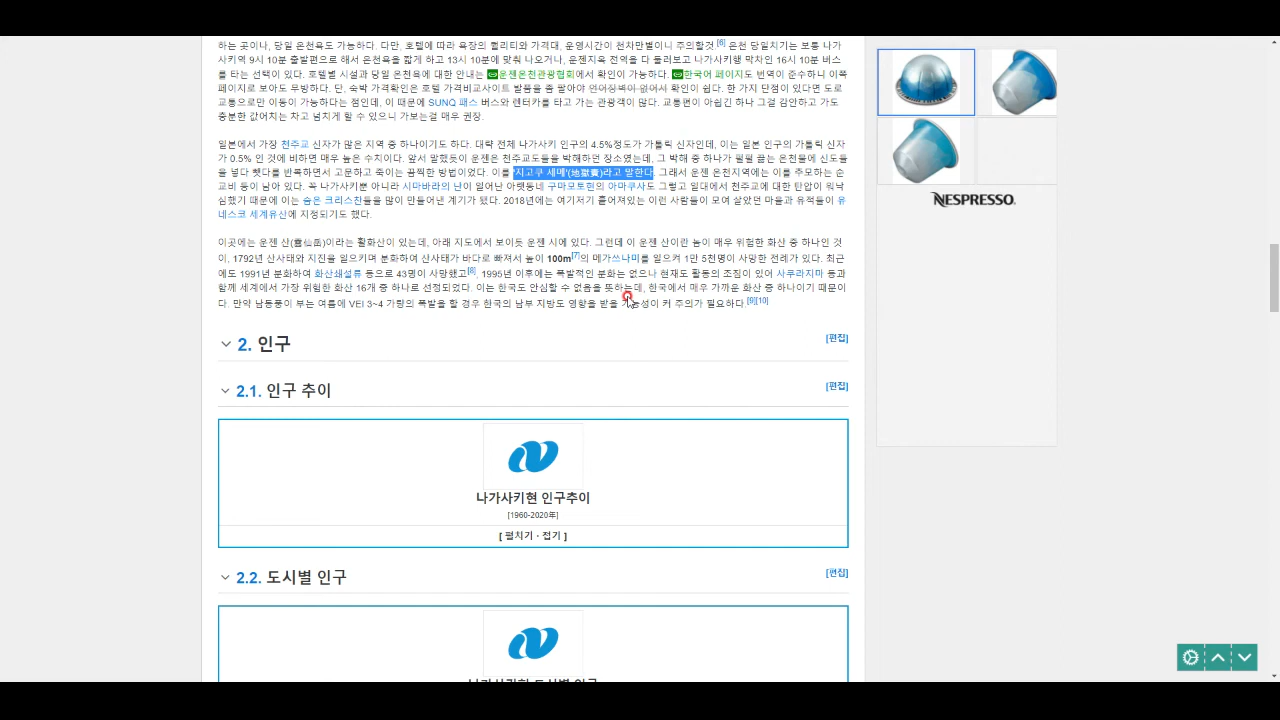 하는 곳이나, 당일 온천욕도 가능하다. 다만, 호텔에 따라 욕장의 퀄리티와 가격대, 운영시간이 천차만별이니 주의할것.[6] 온천 당일치기는 보통 나가
사키역 9시 10분 출발편으로 해서 온천욕을 짧게 하고 13시 10분에 맞춰 나오거나, 운젠지옥 전역을 다 둘러보고 나가사키행 막차인 16시 10분 버스
를 타는 선택이 있다. 호텔별 시설과 당일 온천욕에 대한 안내는 운젠온천관광협회에서 확인이 가능하다. 한국어 페이지도 번역이 준수하니 이쪽
페이지로 보아도 무방하다. 단, 숙박 가격확인은 호텔 가격비교사이트 발품을 좀 팔아야 언어장벽이 없어서 확인이 쉽다. 한 가지 단점이 있다면 도로
교통으로만 이동이 가능하다는 점인데, 이 때문에 SUNQ 패스 버스와 렌터카를 타고 가는 관광객이 많다. 교통편이 아쉽긴 하나 그걸 감안하고 가도
충분한 값어치는 차고 넘치게 할 수 있으니 가보는걸 매우 권장.
일본에서 가장 천주교 신자가 많은 지역 중 하나이기도 하다. 대략 전체 나가사키 인구의 4.5%정도가 가톨릭 신자인데, 이는 일본 인구의 가톨릭 신자
가 0.5% 인 것에 비하면 매우 높은 수치이다. 앞서 말했듯이 운젠은 천주교도들을 박해하던 장소였는데, 그 박해 중 하나가 펄펄 끓는 온천물에 신도들
을 넣다 뺐다를 반복하면서 고문하고 죽이는 끔찍한 방법이었다. 이를 '지고쿠 세메'(地獄責)라고 말한다. 그래서 운젠 온천지역에는 이를 추모하는 순
교비 등이 남아 있다. 꼭 나가사키뿐 아니라 시마바라의 난이 일어난 아랫동네 구마모토현의 아마쿠사도 그렇고 일대에서 천주교에 대한 탄압이 워낙
심했기 때문에 이는 숨은 크리스찬들을 많이 만들어낸 계기가 됐다. 2018년에는 여기저기 흩어져있는 이런 사람들이 모여 살았던 마을과 유적들이 유
네스코 세계유산에 지정되기도 했다.
이곳에는 운젠 산(雲仙岳)이라는 활화산이 있는데, 아래 지도에서 보이듯 운젠 시에 있다. 그런데 이 운젠 산이란 놈이 매우 위험한 화산 중 하나인 것
이, 1792년 산사태와 지진을 일으키며 분화하여 산사태가 바다로 빠져서 높이 100m[7]의 메가쓰나미를 일으켜 1만 5천명이 사망한 전례가 있다. 최근
에도 1991년 분화하여 화산쇄설류 등으로 43명이 사망했고[8], 1995년 이후에는 폭발적인 분화는 없으나 현재도 활동의 조짐이 있어 사쿠라지마 등과
함께 세계에서 가장 위험한 화산 16개 중 하나로 선정되었다. 이는 한국도 안심할 수 없음을 뜻하는데, 한국에서 매우 가까운 화산 중 하나이기 때문이
다. 만약 남동풍이 부는 여름에 VEI 3~4 가량의 폭발을 할 경우 한국의 남부 지방도 영향을 받을 가능성이 커 주의가 필요하다.[9][10]
2. 인구 [편집]
2.1. 인구 추이 [편집]
나가사키현 인구추이
[1960-2020年]
[ 펼치기 · 접기 ]
2.2. 도시별 인구 [편집]
NESPRESSO.